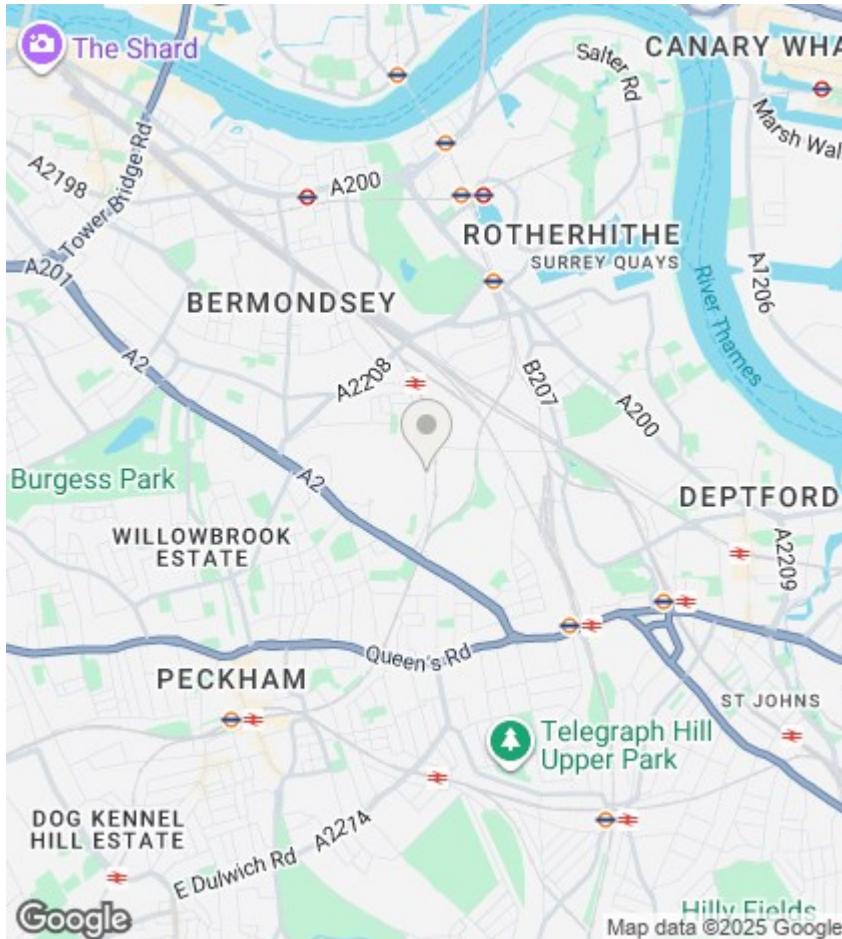 The Shard
CANARY WHA
Salter Rd
Marsh Wal
A2198
Tower Bridge Rd
A200
A201
ROTHERHITHE
SURREY QUAYS
A1206
BERMONDSEY
River Thames
A2
A2208
B207
A200
Burgess Park
A2
DEPTFORD
WILLOWBROOK
ESTATE
A2209
Queen's Rd
PECKHAM
ST JOHNS
Telegraph Hill
Upper Park
DOG KENNEL
HILL ESTATE
A2214
E Dulwich Rd
Hilly Fields
Google
Map data ©2025 Google